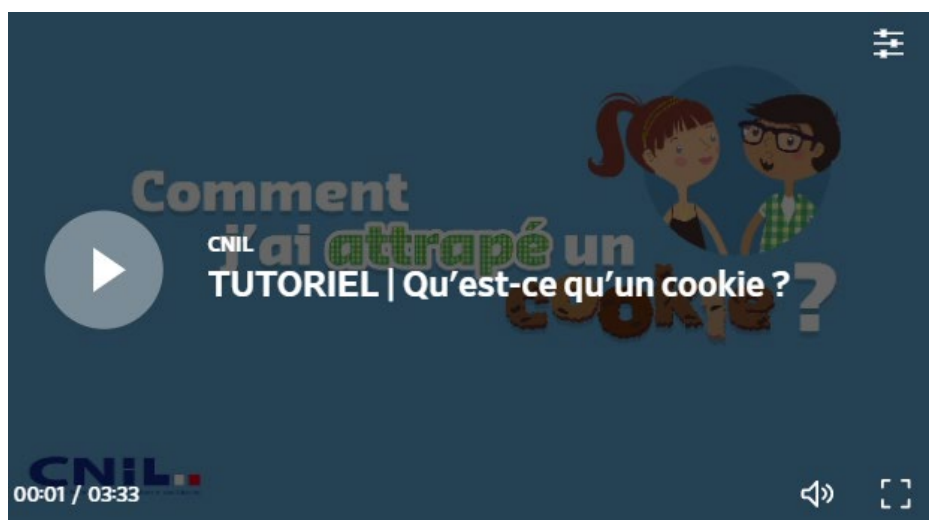 Comment
j'ai attrapé un
cookie ?
CNIL
TUTORIEL | Qu'est-ce qu'un cookie ?
CNIL
00:01 / 03:33